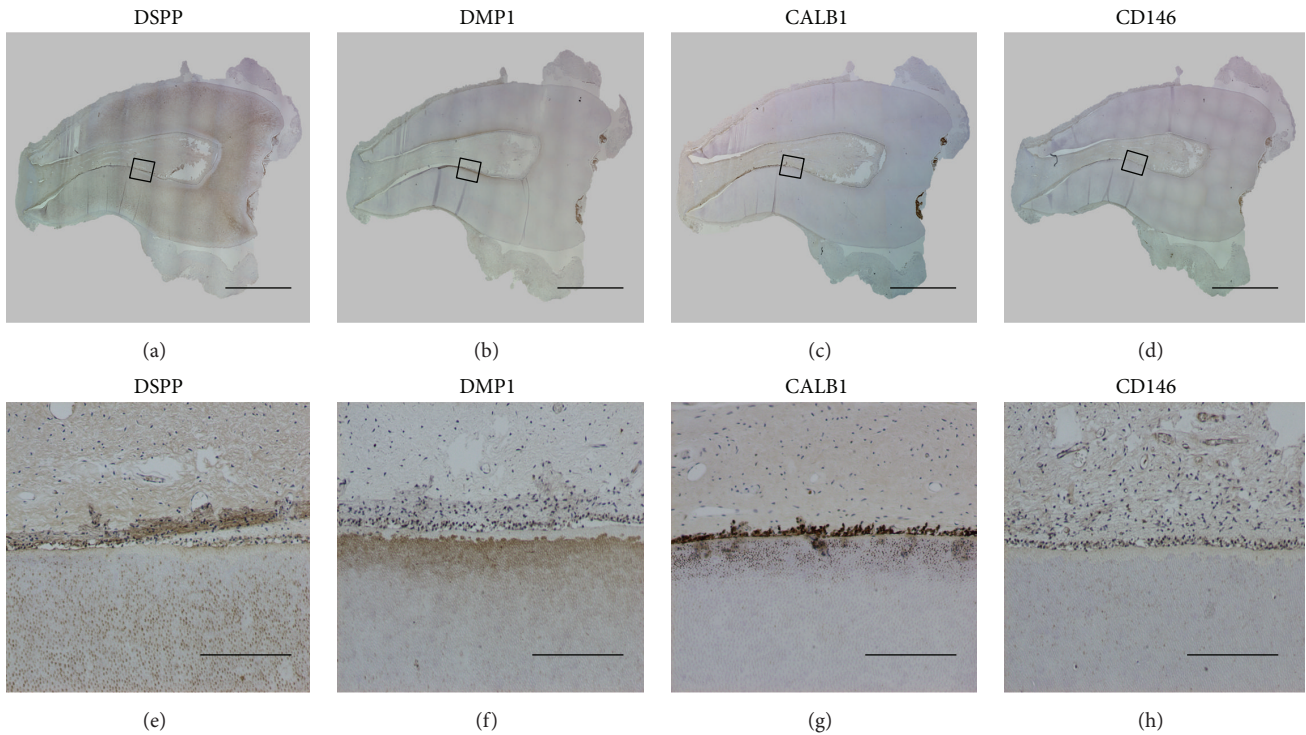 DSPP DMP1 CALB1 CD146
(a) (b) (c) (d)
DSPP DMP1 CALB1 CD146
(e) (f) (g) (h)